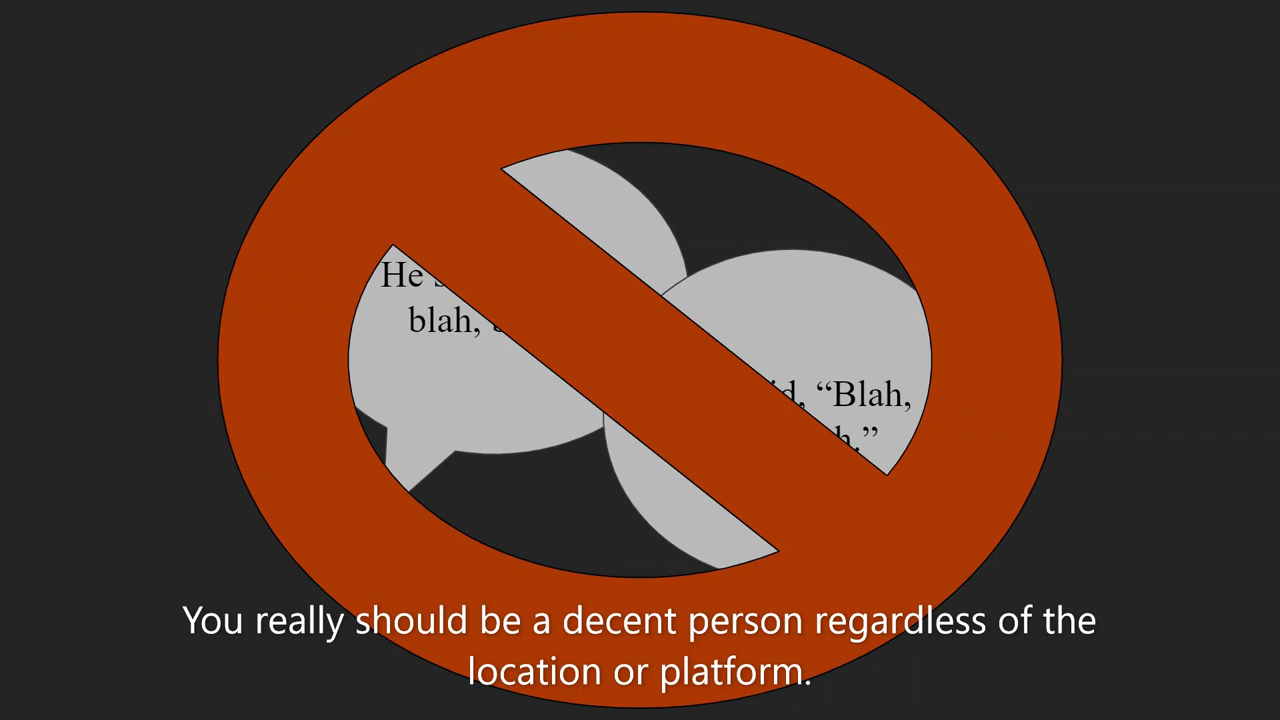 He
blah,
“Blah,
You really should be a decent person regardless of the
location or platform.